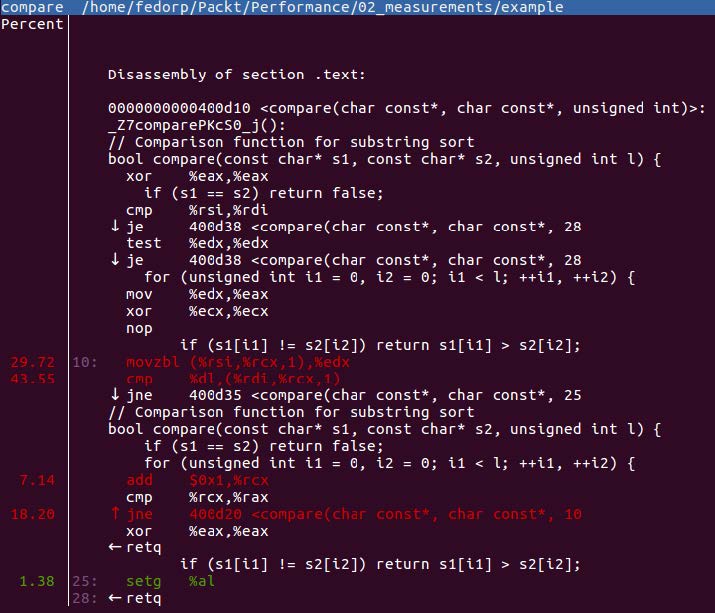 compare  /home/fedorp/Packt/Performance/02_measurements/example
Percent
Disassembly of section .text:
0000000000400d10 <compare(char const*, char const*, unsigned int)>:
_Z7comparePKcS0_j():
// Comparison function for substring sort
bool compare(const char* s1, const char* s2, unsigned int l) {
xor    %eax,%eax
if (s1 == s2) return false;
cmp    %rsi,%rdi
↓ je     400d38 <compare(char const*, char const*, 28
test   %edx,%edx
↓ je     400d38 <compare(char const*, char const*, 28
for (unsigned int i1 = 0, i2 = 0; i1 < l; ++i1, ++i2) {
mov    %edx,%eax
xor    %ecx,%ecx
nop
if (s1[i1] != s2[i2]) return s1[i1] > s2[i2];
29.72  10:   movzbl (%rsi,%rcx,1),%edx
43.55        cmp    %dl,(%rdi,%rcx,1)
↓ jne    400d35 <compare(char const*, char const*, 25
// Comparison function for substring sort
bool compare(const char* s1, const char* s2, unsigned int l) {
if (s1 == s2) return false;
for (unsigned int i1 = 0, i2 = 0; i1 < l; ++i1, ++i2) {
7.14         add    $0x1,%rcx
cmp    %rcx,%rax
18.20      ↑ jne    400d20 <compare(char const*, char const*, 10
xor    %eax,%eax
← retq
if (s1[i1] != s2[i2]) return s1[i1] > s2[i2];
1.38   25:   setg   %al
28: ← retq